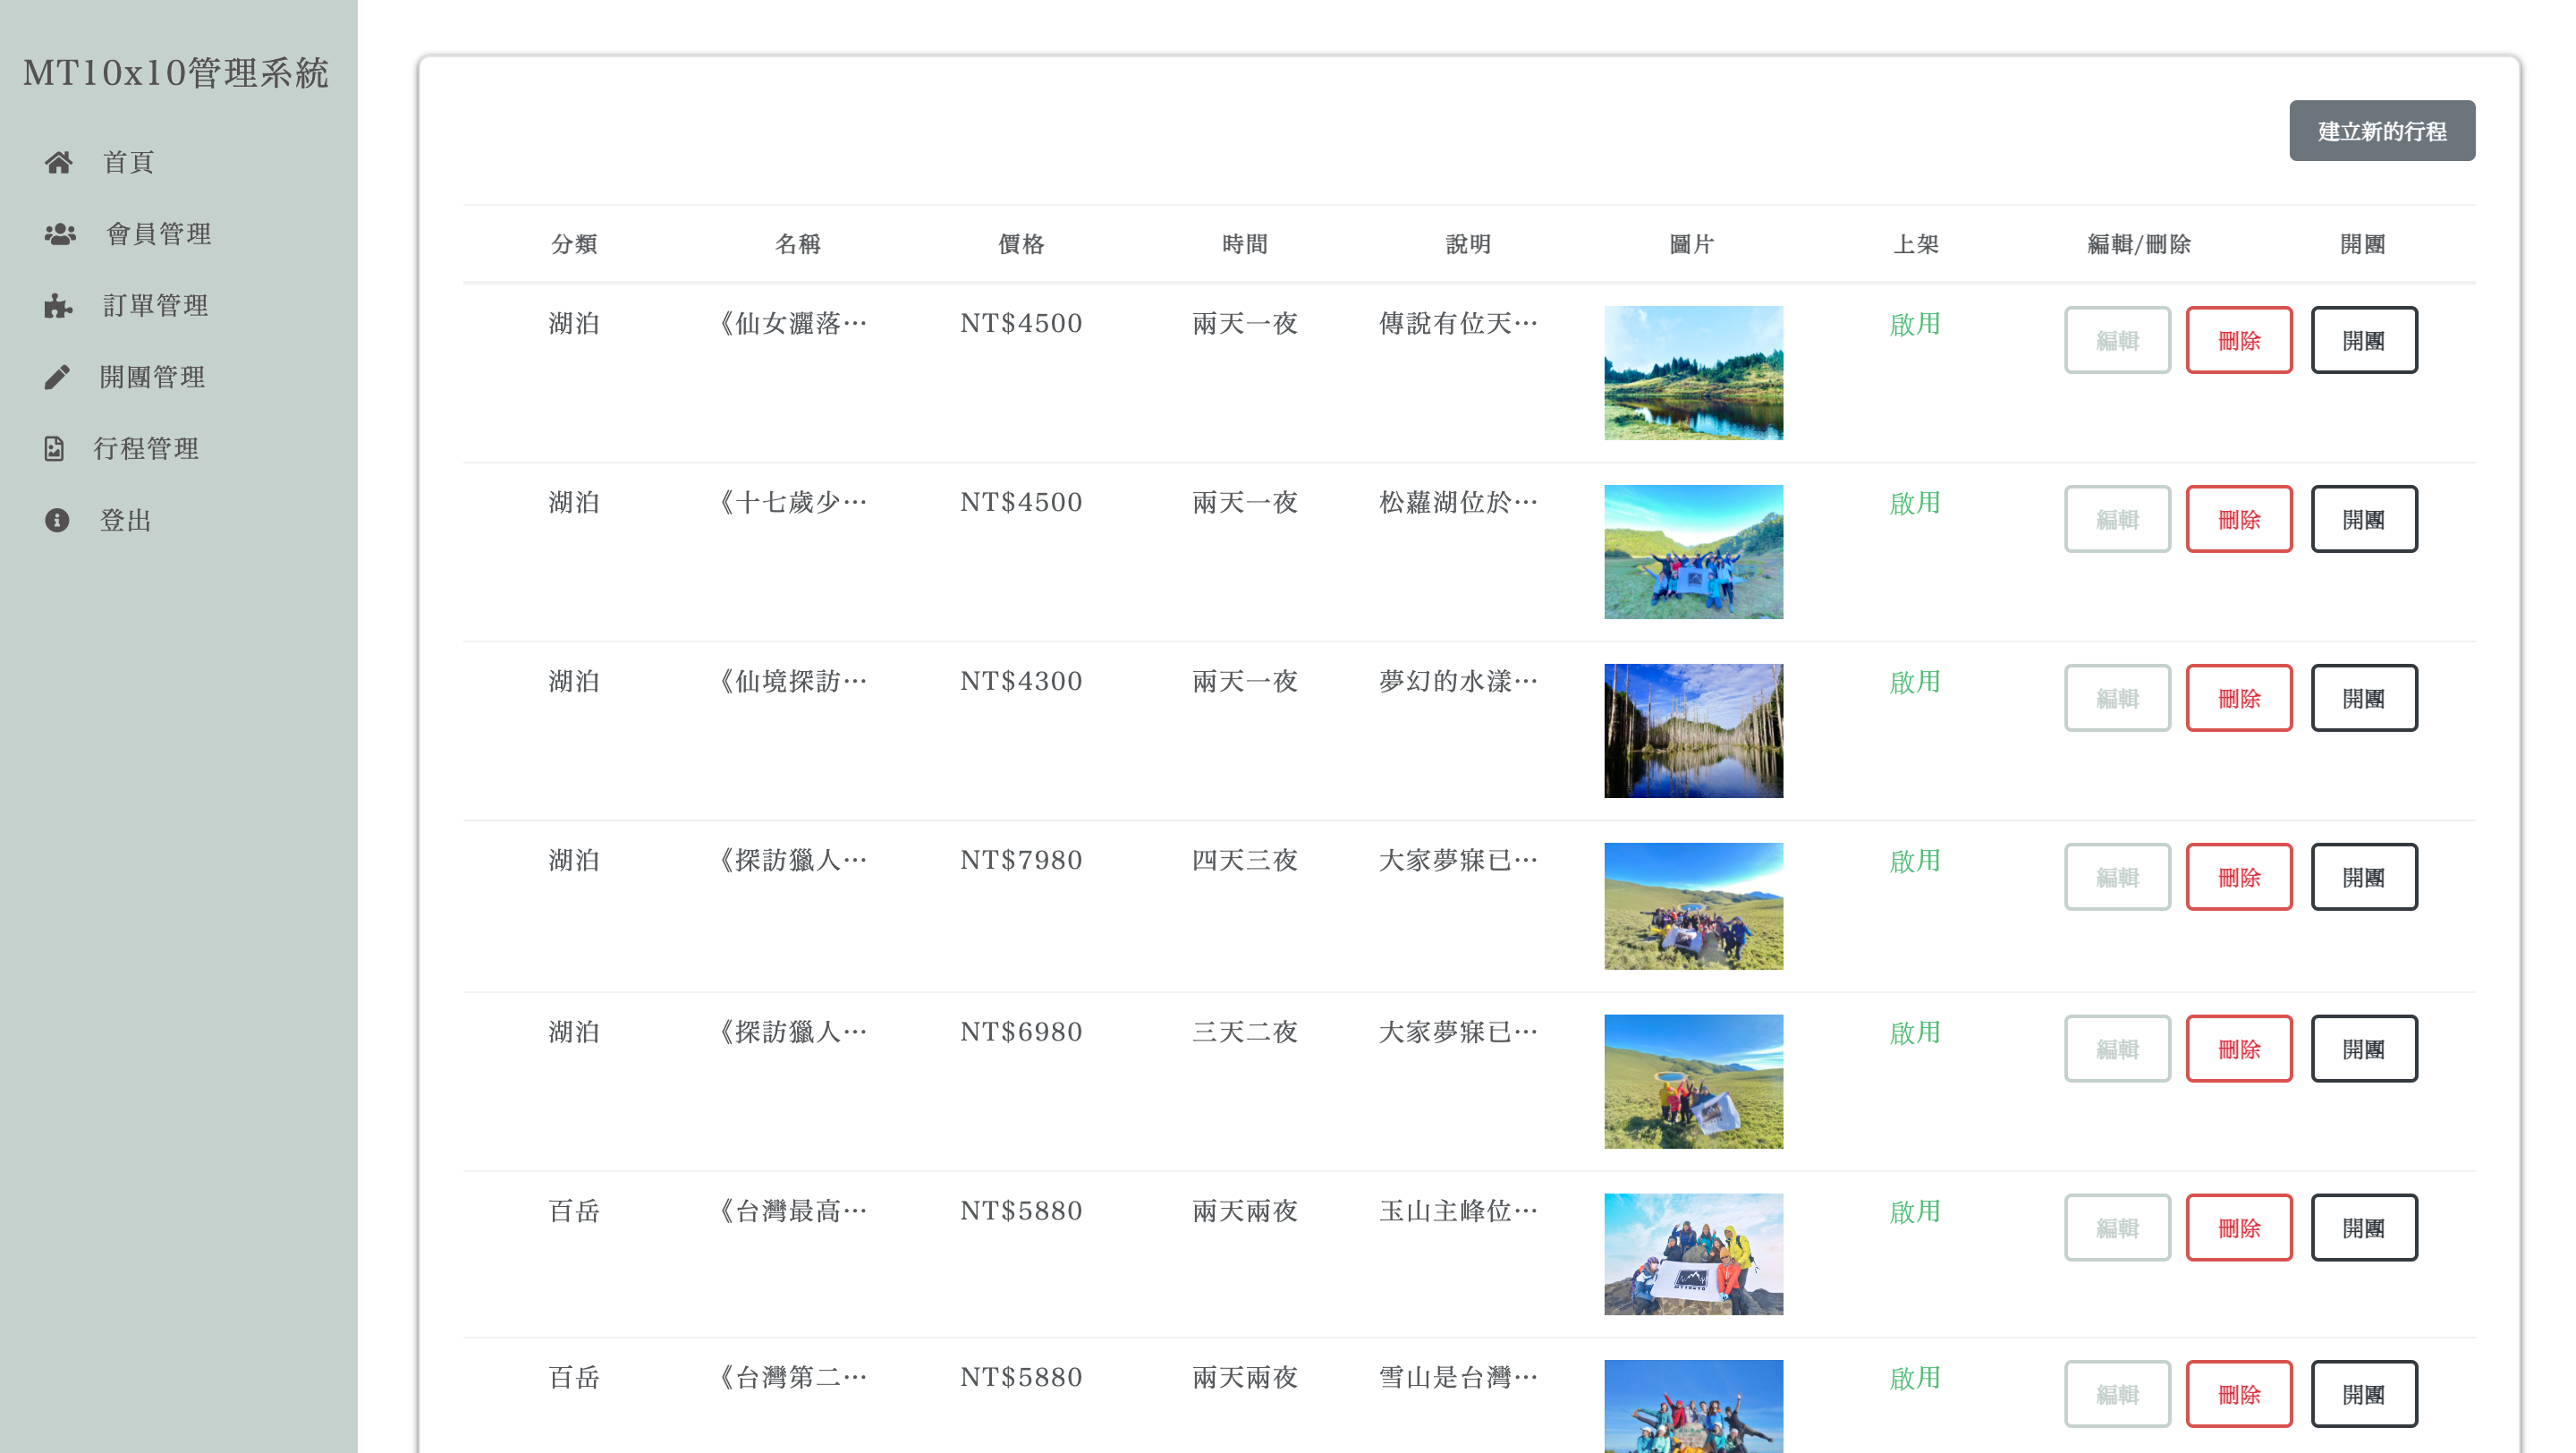 MT10x10管理系統
首頁
會員管理
訂單管理
開團管理
行程管理
登出
建立新的行程
分類 名稱 價格 時間 說明 圖片 上架 編輯/刪除 開團
湖泊 《仙女灑落… NT$4500 兩天一夜 傳說有位天… 啟用 編輯 刪除 開團
湖泊 《十七歲少… NT$4500 兩天一夜 松蘿湖位於… 啟用 編輯 刪除 開團
湖泊 《仙境探訪… NT$4300 兩天一夜 夢幻的水漾… 啟用 編輯 刪除 開團
湖泊 《探訪獵人… NT$7980 四天三夜 大家夢寐已… 啟用 編輯 刪除 開團
湖泊 《探訪獵人… NT$6980 三天二夜 大家夢寐已… 啟用 編輯 刪除 開團
百岳 《台灣最高… NT$5880 兩天兩夜 玉山主峰位… 啟用 編輯 刪除 開團
百岳 《台灣第二… NT$5880 兩天兩夜 雪山是台灣… 啟用 編輯 刪除 開團